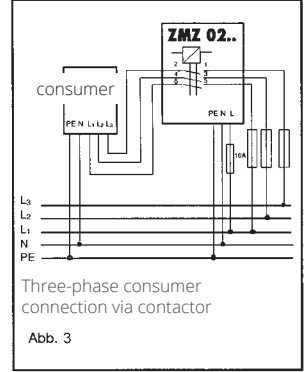 ZMZ 02..
2 1
4 3
6 5
consumer
PE N L₁ L₂ L₃
PE N L
10A
L₃
L₂
L₁
N
PE
Three-phase consumer
connection via contactor
Abb. 3